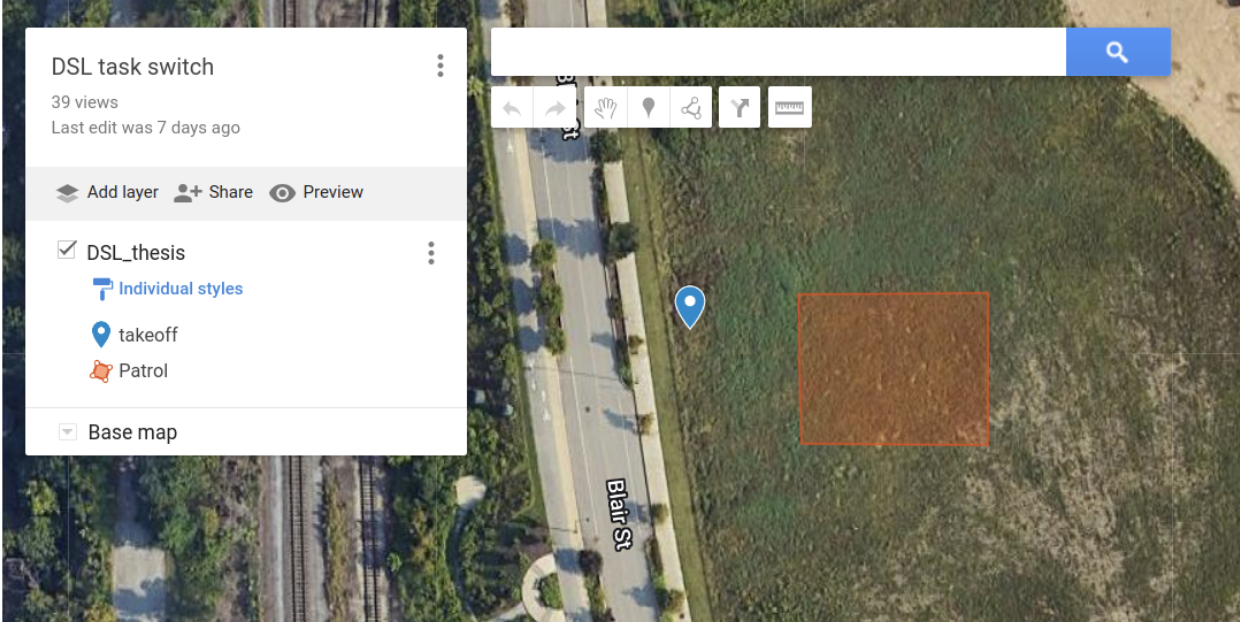 DSL task switch
39 views
Last edit was 7 days ago
Add layer Share Preview
DSL_thesis
Individual styles
takeoff
Patrol
Base map
Blair St